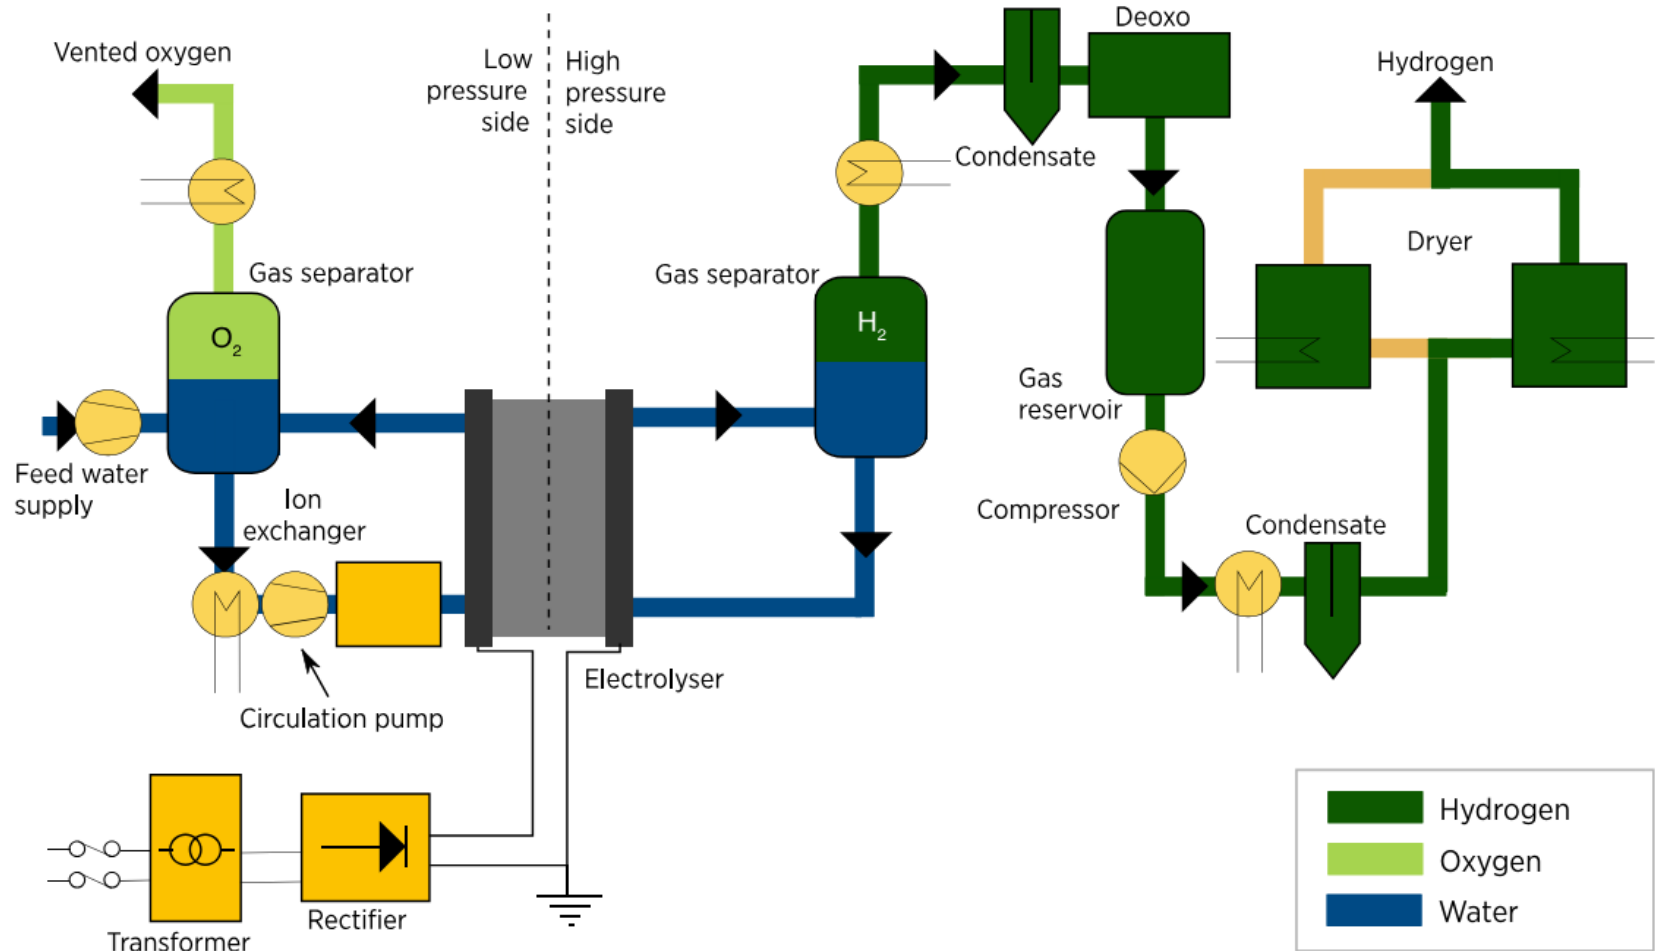 Deoxo
Vented oxygen
Low
pressure
side
High
pressure
side
Hydrogen
Condensate
Dryer
Gas separator
Gas separator
O2
H2
Gas
reservoir
Feed water
supply
Ion
exchanger
Compressor
Condensate
Electrolyser
Circulation pump
Hydrogen
Oxygen
Water
Rectifier
Transformer